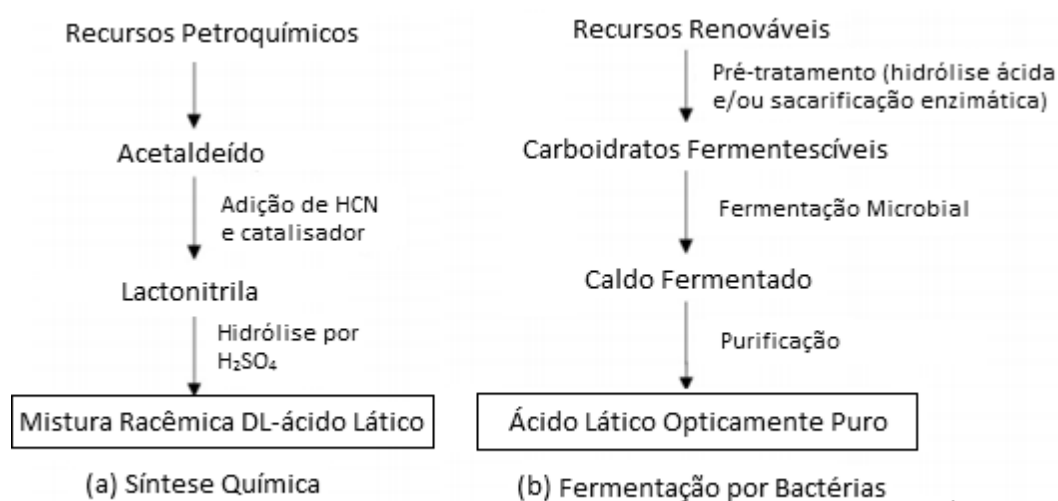 Recursos Petroquímicos
Acetaldeído
Adição de HCN
e catalisador
Lactonitrila
Hidrólise por
H₂SO₄
Mistura Racêmica DL-ácido Lático
(a) Síntese Química
Recursos Renováveis
Pré-tratamento (hidrólise ácida
e/ou sacarificação enzimática)
Carboidratos Fermentescíveis
Fermentação Microbial
Caldo Fermentado
Purificação
Ácido Lático Opticamente Puro
(b) Fermentação por Bactérias